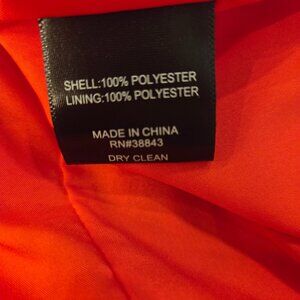 SHELL:100% POLYESTER
LINING:100% POLYESTER
MADE IN CHINA
RN#38843
DRY CLEAN